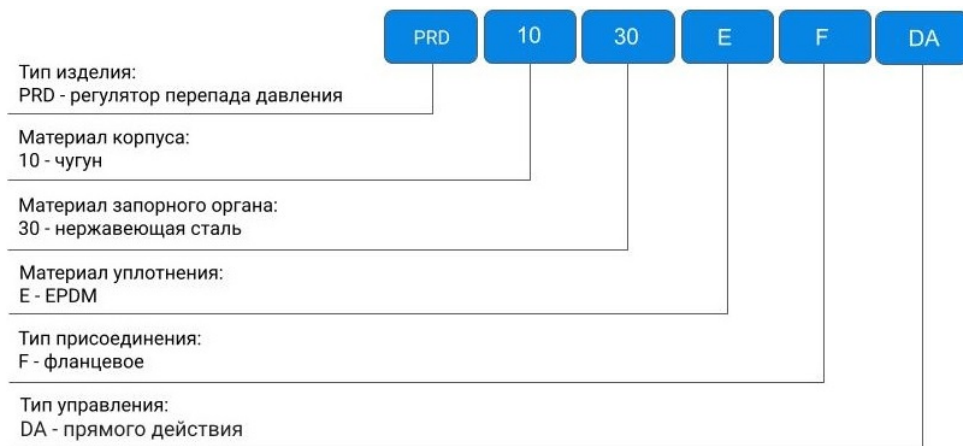 PRD 10 30 E F DA
Тип изделия:
PRD - регулятор перепада давления
Материал корпуса:
10 - чугун
Материал запорного органа:
30 - нержавеющая сталь
Материал уплотнения:
E - EPDM
Тип присоединения:
F - фланцевое
Тип управления:
DA - прямого действия